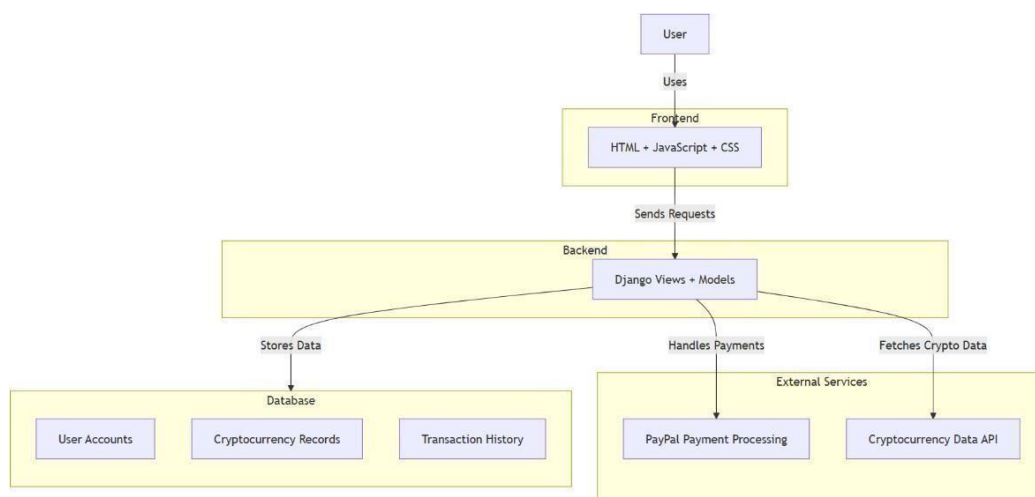 User
Uses
Frontend
HTML + JavaScript + CSS
Sends Requests
Backend
Django Views + Models
Stores Data
Handles Payments
Fetches Crypto Data
Database
User Accounts
Cryptocurrency Records
Transaction History
External Services
PayPal Payment Processing
Cryptocurrency Data API